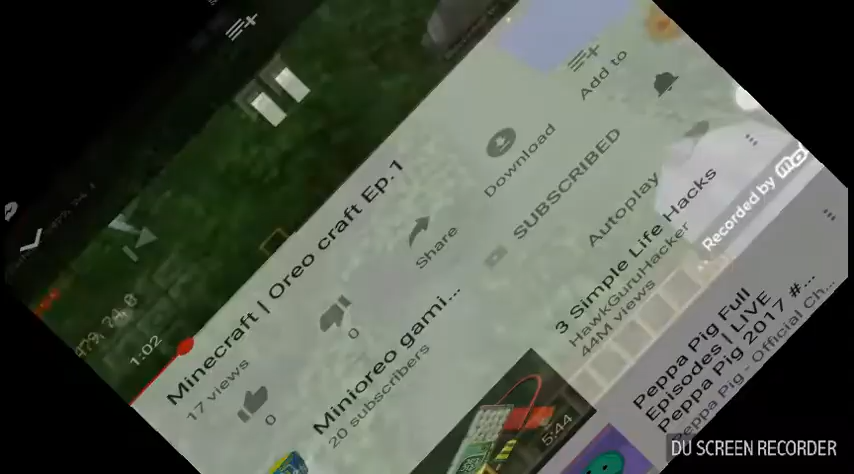 1:02
Minecraft | Oreo craft Ep.1
17 views
0
0
Share
Download
Add to
Minioreo gami...
20 subscribers
SUBSCRIBED
Autoplay
3 Simple Life Hacks
HawkGuruHacker
44M views
5:44
Peppa Pig Full
Episodes | LIVE
Peppa Pig 2017 #...
Peppa Pig - Official Ch...
Recorded by
DU SCREEN RECORDER